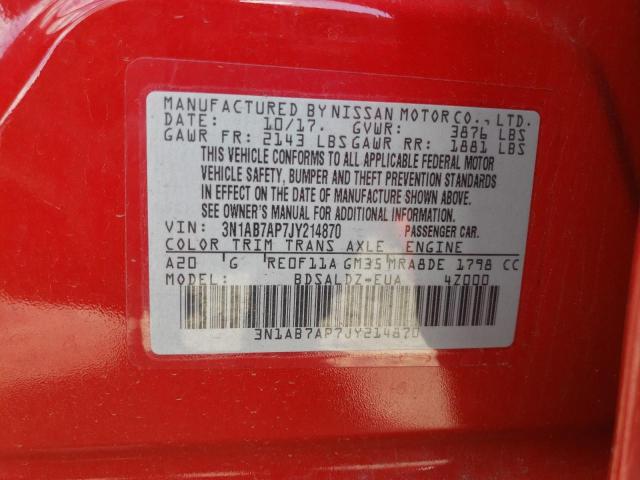 MANUFACTURED BY NISSAN MOTOR CO., LTD.
DATE: 10/17. GVWR: 3876 LBS
GAWR FR: 2143 LBS GAWR RR: 1881 LBS
THIS VEHICLE CONFORMS TO ALL APPLICABLE FEDERAL MOTOR
VEHICLE SAFETY, BUMPER AND THEFT PREVENTION STANDARDS
IN EFFECT ON THE DATE OF MANUFACTURE SHOWN ABOVE.
SEE OWNER'S MANUAL FOR ADDITIONAL INFORMATION.
VIN: 3N1AB7AP7JY214870 PASSENGER CAR.
COLOR TRIM TRANS AXLE ENGINE
A20 G RE0F11A GM35 MRA8DE 1798 CC
MODEL: BDSALDZ-EUA 4Z000
3N1AB7AP7JY214870